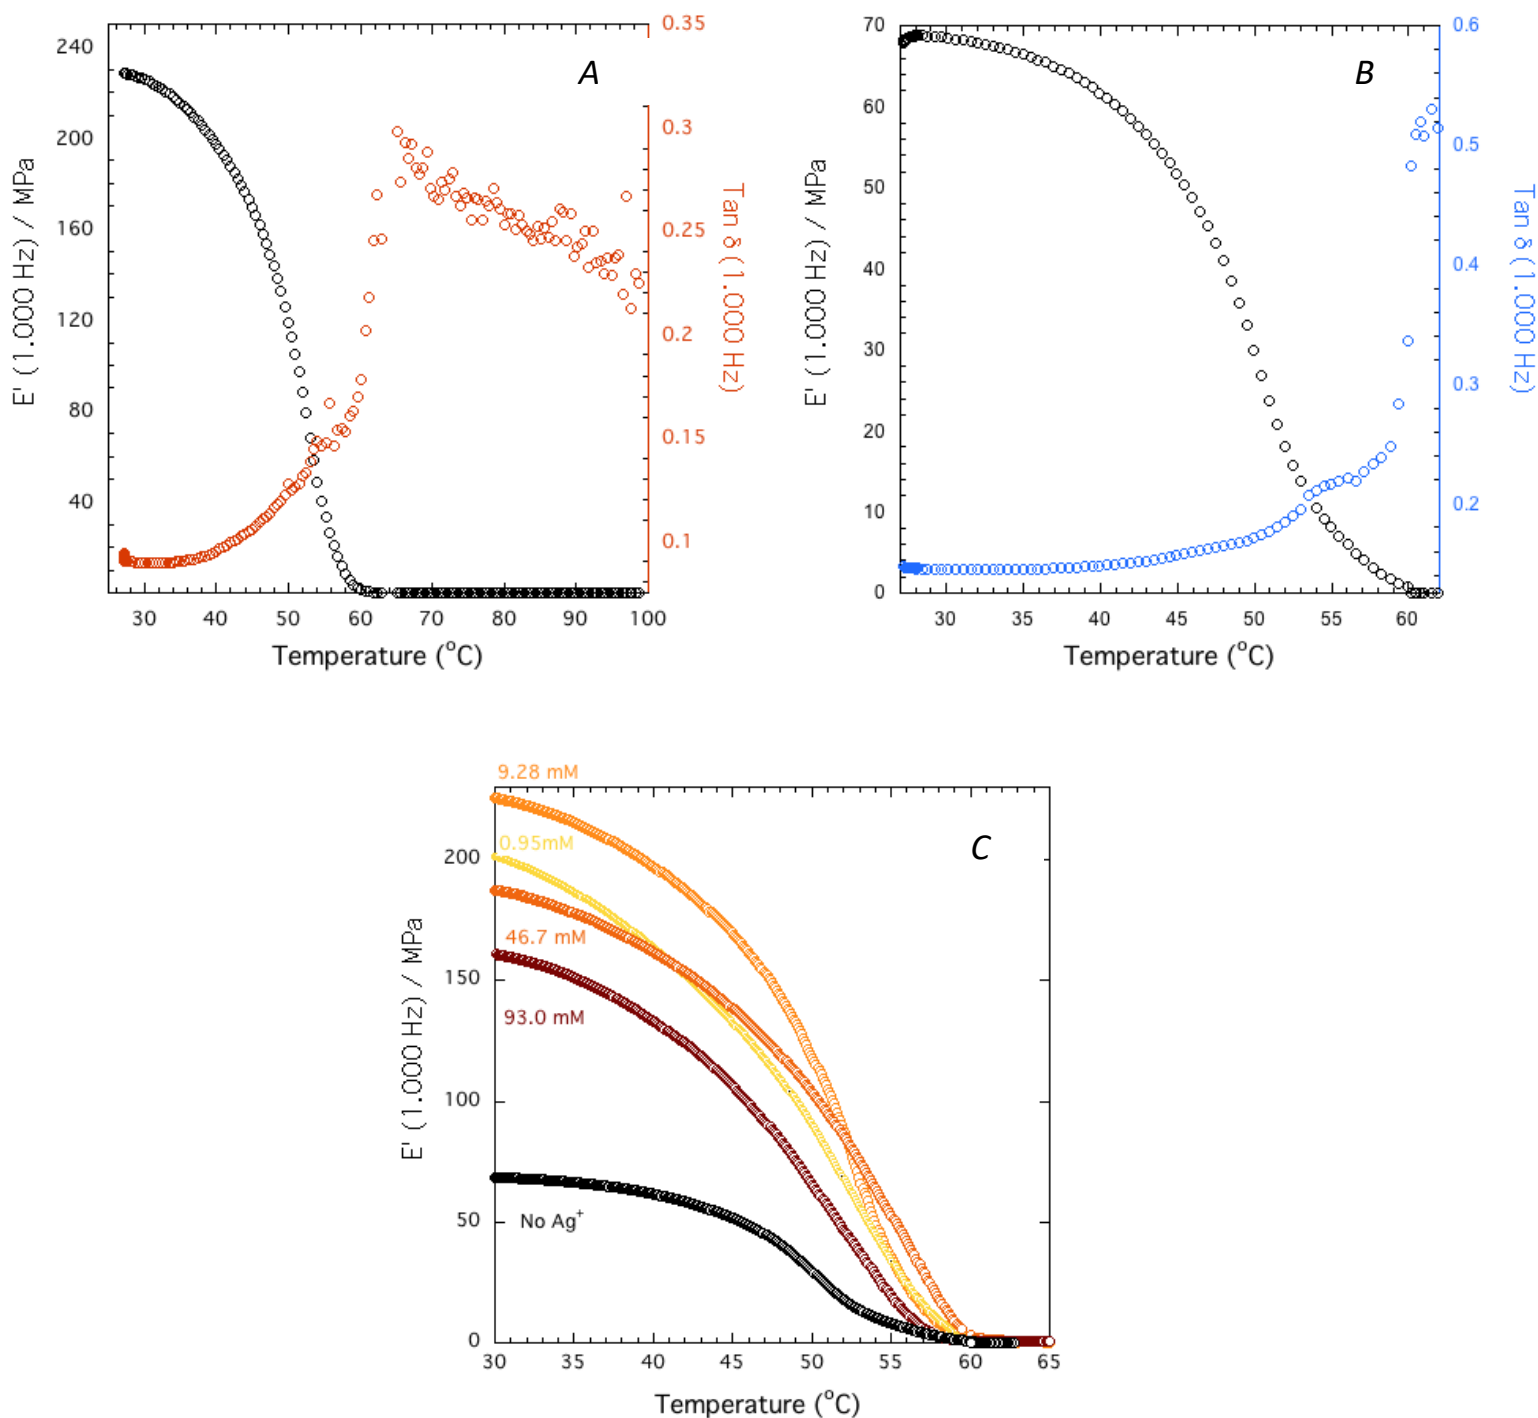 A
E' (1.000 Hz) / MPa
240
200
160
120
80
40
30 40 50 60 70 80 90 100
Temperature (°C)
0.35
0.3
0.25
0.2
0.15
0.1
Tan δ (1.000 Hz)
B
E' (1.000 Hz) / MPa
70
60
50
40
30
20
10
0
30 35 40 45 50 55 60
Temperature (°C)
0.6
0.5
0.4
0.3
0.2
Tan δ (1.000 Hz)
C
E' (1.000 Hz) / MPa
200
150
100
50
0
9.28 mM
0.95mM
46.7 mM
93.0 mM
No Ag⁺
30 35 40 45 50 55 60 65
Temperature (°C)